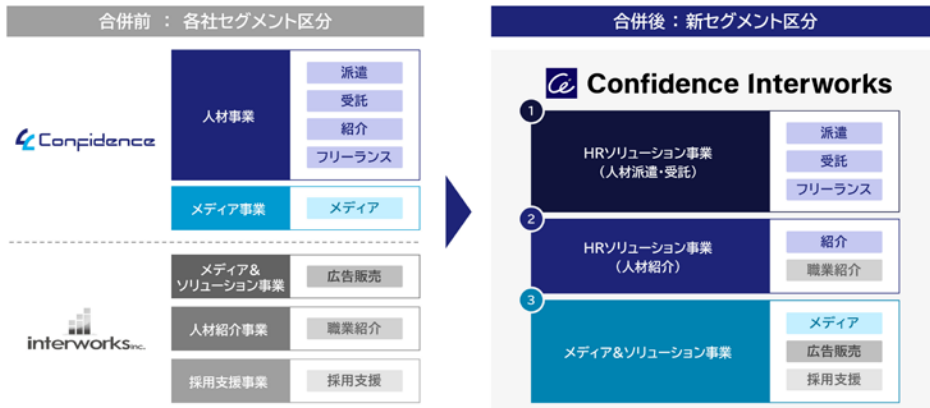 合併前 ： 各社セグメント区分
Confidence
人材事業
派遣
受託
紹介
フリーランス
メディア事業
メディア
interworks inc.
メディア&
ソリューション事業
広告販売
人材紹介事業
職業紹介
採用支援事業
採用支援
合併後：新セグメント区分
Confidence Interworks
1
HRソリューション事業
（人材派遣・受託）
派遣
受託
フリーランス
2
HRソリューション事業
（人材紹介）
紹介
職業紹介
3
メディア&ソリューション事業
メディア
広告販売
採用支援